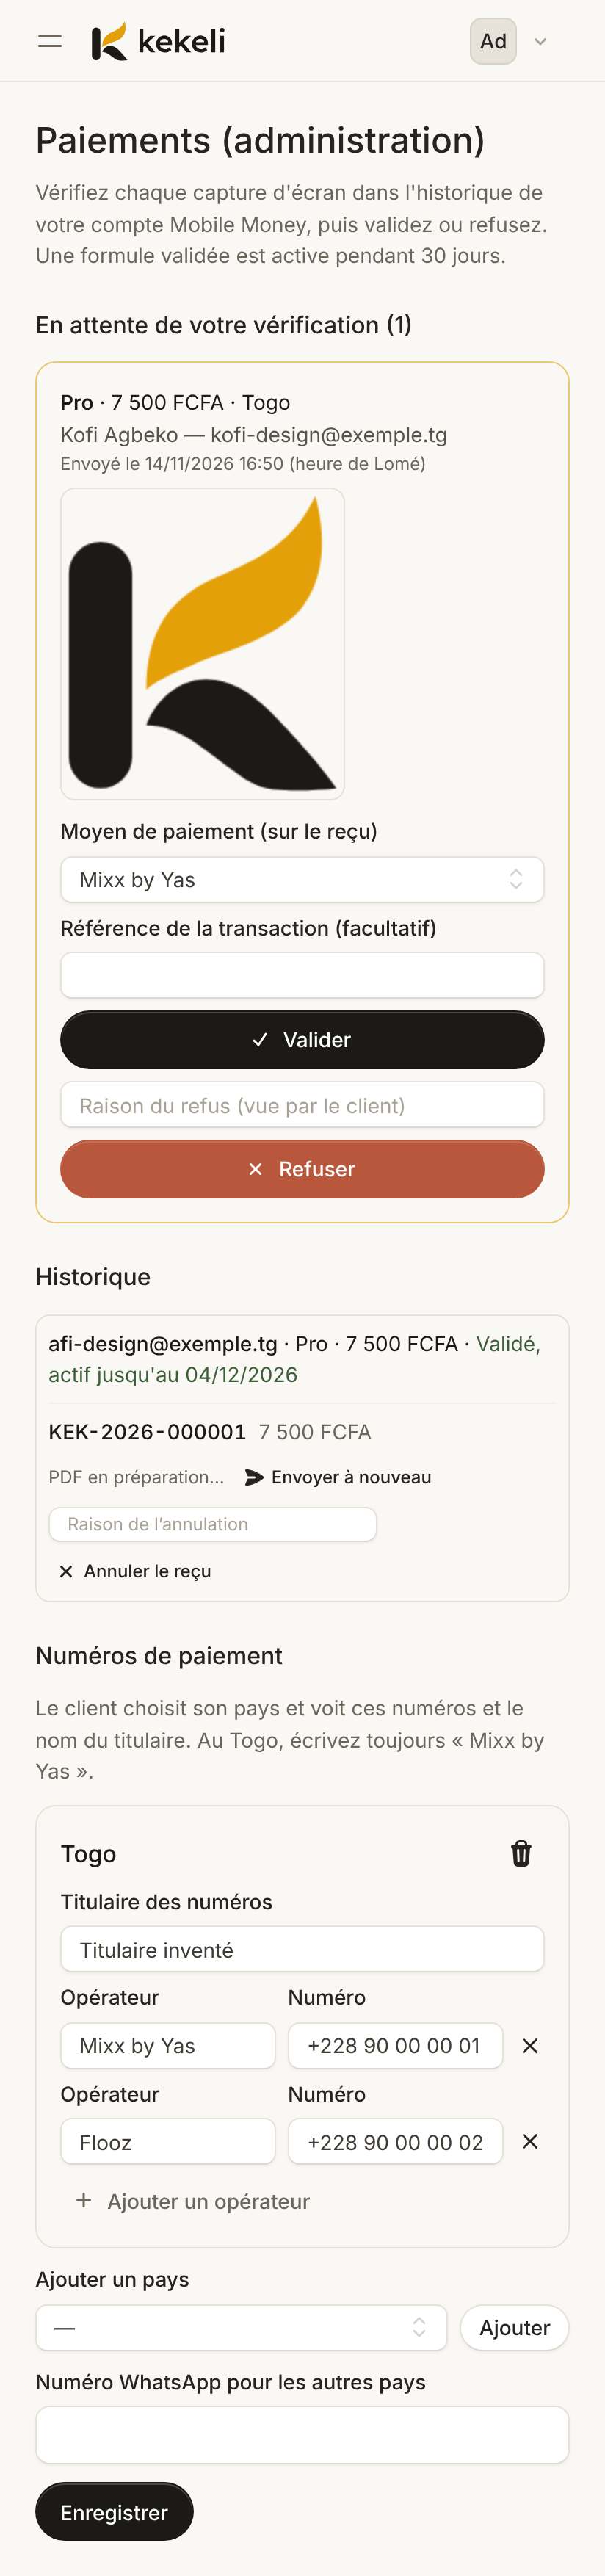 kekeli
Ad
Paiements (administration)
Vérifiez chaque capture d'écran dans l'historique de
votre compte Mobile Money, puis validez ou refusez.
Une formule validée est active pendant 30 jours.
En attente de votre vérification (1)
Pro · 7 500 FCFA · Togo
Kofi Agbeko — kofi-design@exemple.tg
Envoyé le 14/11/2026 16:50 (heure de Lomé)
Moyen de paiement (sur le reçu)
Mixx by Yas
Référence de la transaction (facultatif)
Valider
Raison du refus (vue par le client)
Refuser
Historique
afi-design@exemple.tg · Pro · 7 500 FCFA · Validé,
actif jusqu'au 04/12/2026
KEK-2026-000001 7 500 FCFA
PDF en préparation... Envoyer à nouveau
Raison de l’annulation
Annuler le reçu
Numéros de paiement
Le client choisit son pays et voit ces numéros et le
nom du titulaire. Au Togo, écrivez toujours « Mixx by
Yas ».
Togo
Titulaire des numéros
Titulaire inventé
Opérateur Numéro
Mixx by Yas +228 90 00 00 01
Opérateur Numéro
Flooz +228 90 00 00 02
Ajouter un opérateur
Ajouter un pays
— Ajouter
Numéro WhatsApp pour les autres pays
Enregistrer